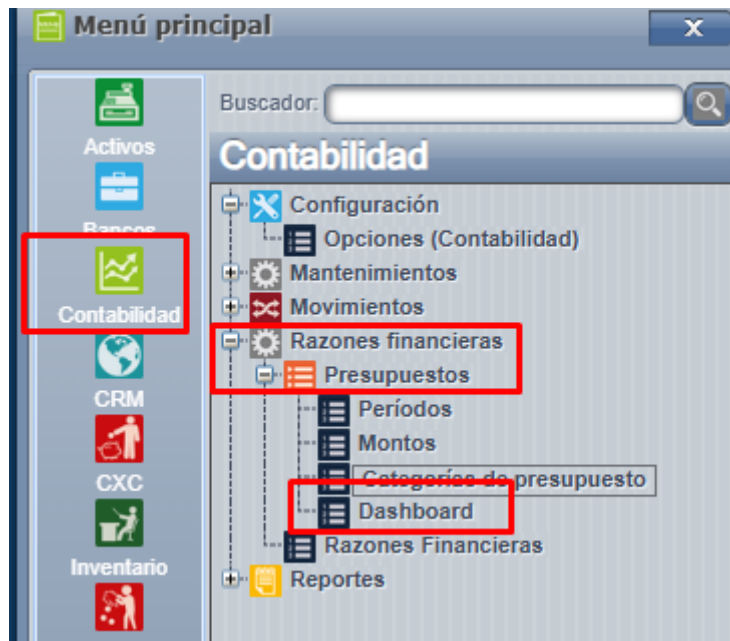 Menú principal
X
Activos
Bancos
Contabilidad
CRM
CXC
Inventario
Buscador:
Contabilidad
Configuración
Opciones (Contabilidad)
Mantenimientos
Movimientos
Razones financieras
Presupuestos
Períodos
Montos
Categorías de presupuesto
Dashboard
Razones Financieras
Reportes